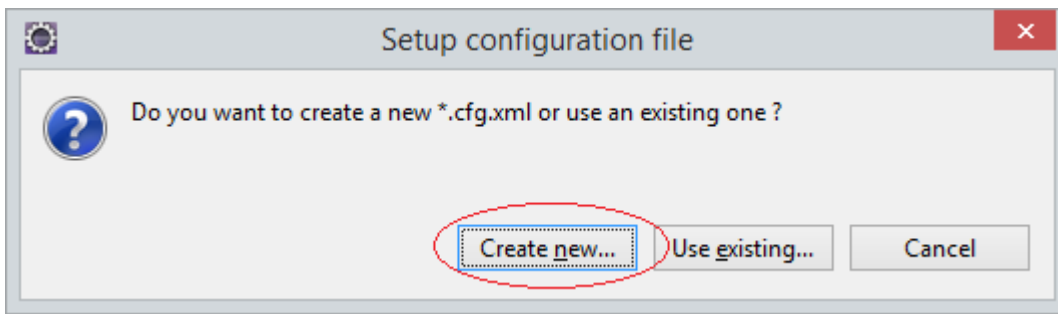 Setup configuration file
Do you want to create a new *.cfg.xml or use an existing one ?
Create new... Use existing... Cancel